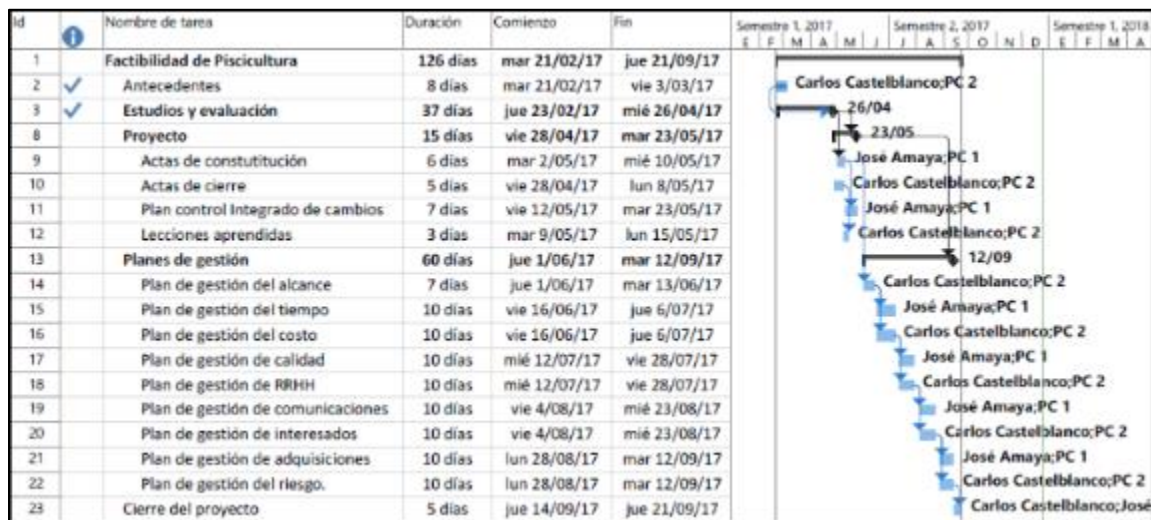 Id Nombre de tarea Duración Comienzo Fin Semestre 1, 2017 Semestre 2, 2017 Semestre 1, 2018
E F M A M J J A S O N D E F M A
1 Factibilidad de Piscicultura 126 días mar 21/02/17 jue 21/09/17
2 Antecedentes 8 días mar 21/02/17 vie 3/03/17 Carlos Castelblanco;PC 2
3 Estudios y evaluación 37 días jue 23/02/17 mié 26/04/17 26/04
8 Proyecto 15 días vie 28/04/17 mar 23/05/17 23/05
9 Actas de constutitución 6 días mar 2/05/17 mié 10/05/17 José Amaya;PC 1
10 Actas de cierre 5 días vie 28/04/17 lun 8/05/17 Carlos Castelblanco;PC 2
11 Plan control Integrado de cambios 7 días vie 12/05/17 mar 23/05/17 José Amaya;PC 1
12 Lecciones aprendidas 3 días mar 9/05/17 lun 15/05/17 Carlos Castelblanco;PC 2
13 Planes de gestión 60 días jue 1/06/17 mar 12/09/17 12/09
14 Plan de gestión del alcance 7 días jue 1/06/17 mar 13/06/17 Carlos Castelblanco;PC 2
15 Plan de gestión del tiempo 10 días vie 16/06/17 jue 6/07/17 José Amaya;PC 1
16 Plan de gestión del costo 10 días vie 16/06/17 jue 6/07/17 Carlos Castelblanco;PC 2
17 Plan de gestión de calidad 10 días mié 12/07/17 vie 28/07/17 José Amaya;PC 1
18 Plan de gestión de RRHH 10 días mié 12/07/17 vie 28/07/17 Carlos Castelblanco;PC 2
19 Plan de gestión de comunicaciones 10 días vie 4/08/17 mié 23/08/17 José Amaya;PC 1
20 Plan de gestión de interesados 10 días vie 4/08/17 mié 23/08/17 Carlos Castelblanco;PC 2
21 Plan de gestión de adquisiciones 10 días lun 28/08/17 mar 12/09/17 José Amaya;PC 1
22 Plan de gestión del riesgo. 10 días lun 28/08/17 mar 12/09/17 Carlos Castelblanco;PC 2
23 Cierre del proyecto 5 días jue 14/09/17 jue 21/09/17 Carlos Castelblanco;José